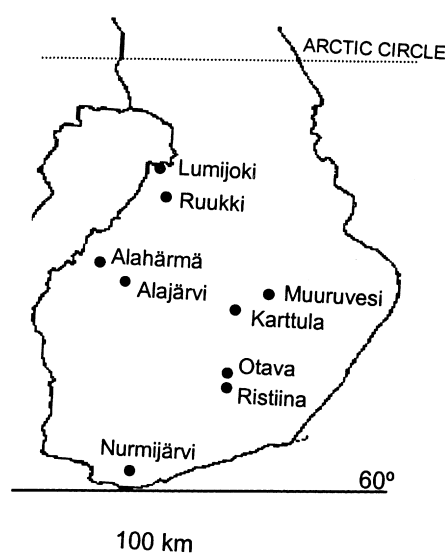 ARCTIC CIRCLE
Lumijoki
Ruukki
Alahärmä
Alajärvi
Muuruvesi
Karttula
Otava
Ristiina
Nurmijärvi
60º
100 km